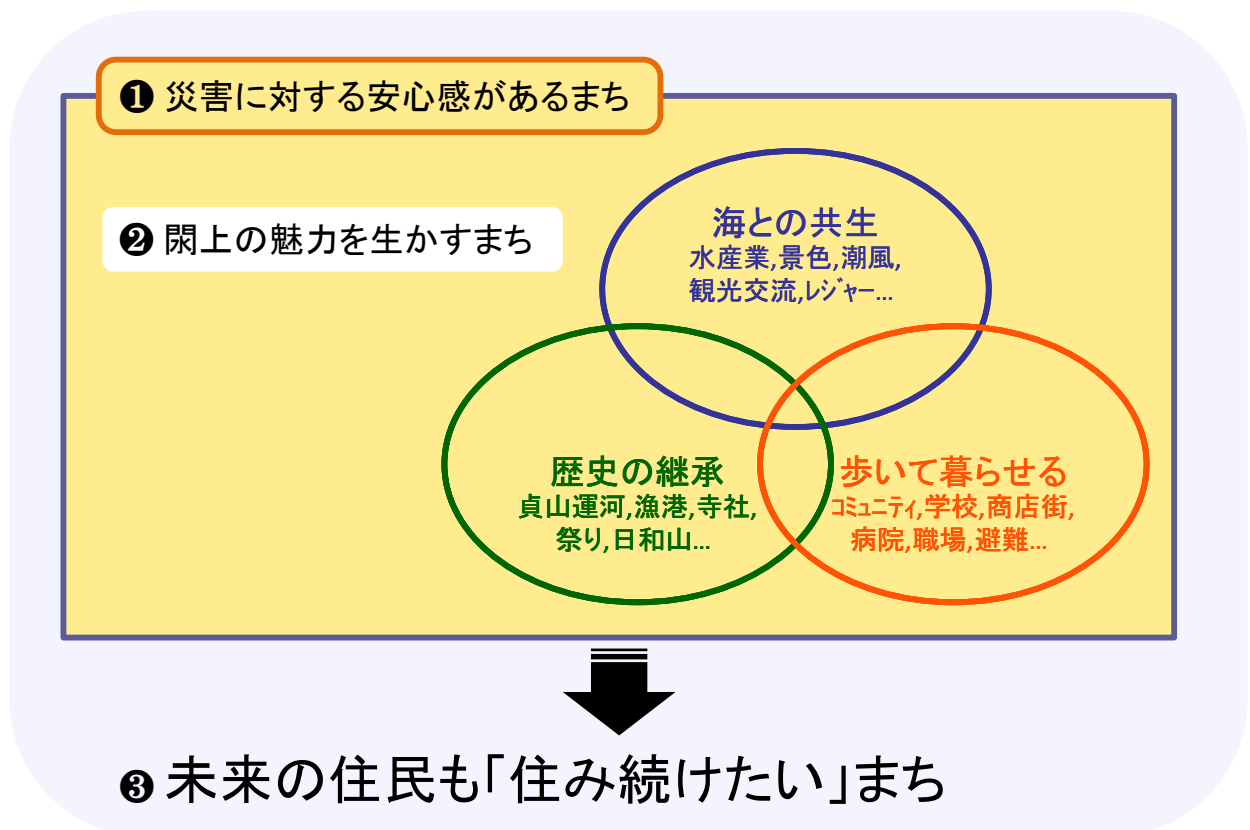 ❶ 災害に対する安心感があるまち
❷ 閖上の魅力を生かすまち
海との共生
水産業,景色,潮風,
観光交流,ﾚｼﾞｬｰ...
歴史の継承
貞山運河,漁港,寺社,
祭り,日和山...
歩いて暮らせる
ｺﾐｭﾆﾃｨ,学校,商店街,
病院,職場,避難...
❸ 未来の住民も「住み続けたい」まち